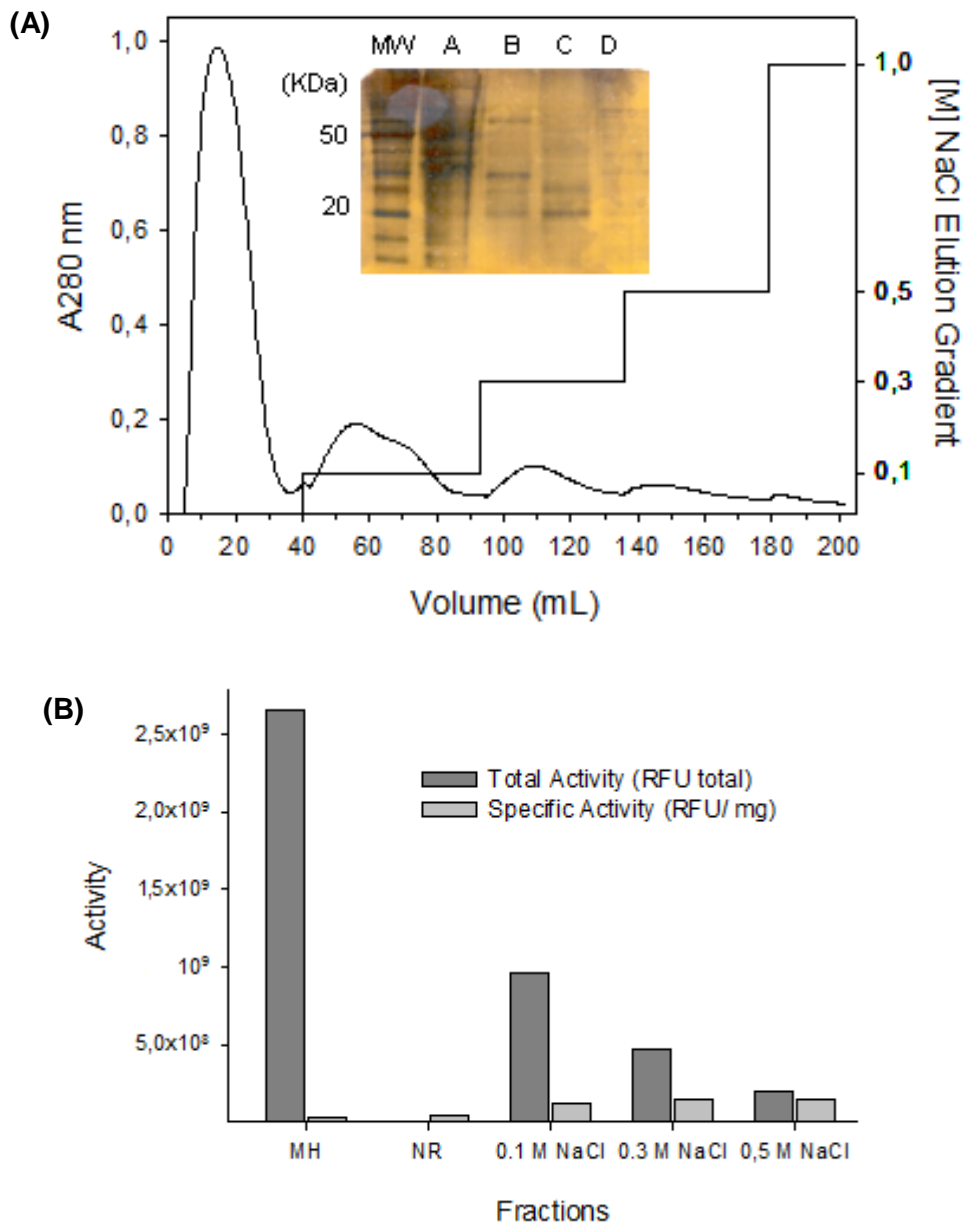 (A)
MW A B C D
(KDa)
50
20
1,0
0,8
0,6
0,4
0,2
0,0
A280 nm
1,0
0,5
0,3
0,1
[M] NaCl Elution Gradient
0 20 40 60 80 100 120 140 160 180 200
Volume (mL)
(B)
2,5x10⁹
2,0x10⁹
1,5x10⁹
10⁹
5,0x10⁸
Activity
Total Activity (RFU total)
Specific Activity (RFU/ mg)
MH NR 0.1 M NaCl 0.3 M NaCl 0,5 M NaCl
Fractions